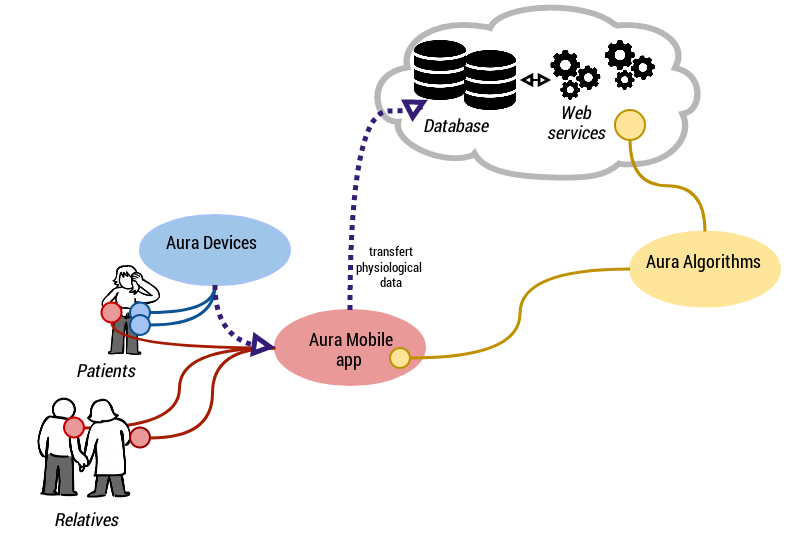 Database
Web
services
transfert
physiological
data
Aura Devices
Aura Algorithms
Aura Mobile
app
Patients
Relatives